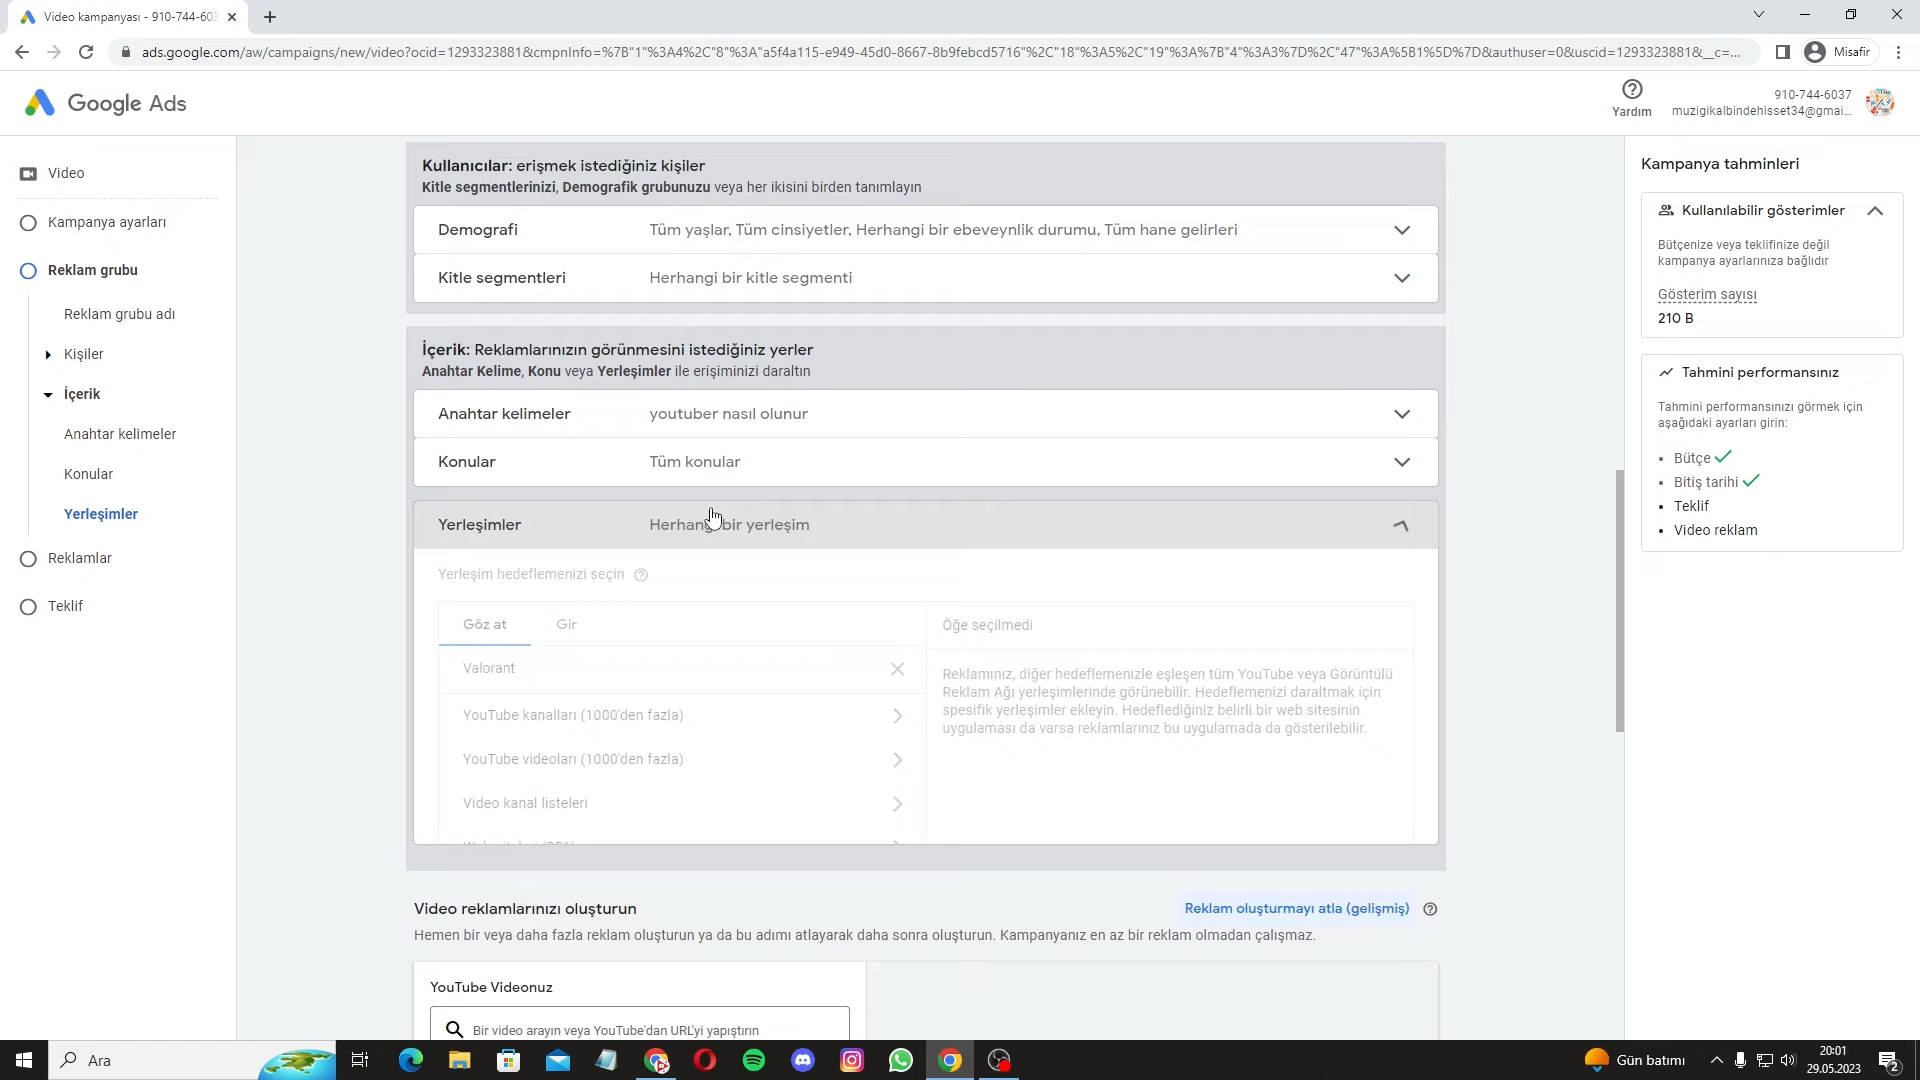 Video kampanyası - 910-744-603
ads.google.com/aw/campaigns/new/video?ocid=1293323881&cmpnInfo=%7B"1"%3A4%2C"8"%3A"a5f4a115-e949-45d0-8667-8b9febcd5716"%2C"18"%3A5%2C"19"%3A%7B"4"%3A3%7D%2C"47"%3A%5B1%5D%7D&authuser=0&uscid=1293323881&__c=...
Misafir
Google Ads
Yardım
910-744-6037
muzigikalbindehisset34@gmai...
Video
Kampanya ayarları
Reklam grubu
Reklam grubu adı
Kişiler
İçerik
Anahtar kelimeler
Konular
Yerleşimler
Reklamlar
Teklif
Kullanıcılar: erişmek istediğiniz kişiler
Kitle segmentlerinizi, Demografik grubunuzu veya her ikisini birden tanımlayın
Demografi Tüm yaşlar, Tüm cinsiyetler, Herhangi bir ebeveynlik durumu, Tüm hane gelirleri
Kitle segmentleri Herhangi bir kitle segmenti
İçerik: Reklamlarınızın görünmesini istediğiniz yerler
Anahtar Kelime, Konu veya Yerleşimler ile erişiminizi daraltın
Anahtar kelimeler youtuber nasıl olunur
Konular Tüm konular
Yerleşimler Herhangi bir yerleşim
Yerleşim hedeflemenizi seçin
Göz at Gir
Valorant
YouTube kanalları (1000'den fazla)
YouTube videoları (1000'den fazla)
Video kanal listeleri
Öğe seçilmedi
Reklamınız, diğer hedeflemenizle eşleşen tüm YouTube veya Görüntülü
Reklam Ağı yerleşimlerinde görünebilir. Hedeflemenizi daraltmak için
spesifik yerleşimler ekleyin. Hedeflediğiniz belirli bir web sitesinin
uygulaması da varsa reklamlarınız bu uygulamada da gösterilebilir.
Video reklamlarınızı oluşturun
Reklam oluşturmayı atla (gelişmiş)
Hemen bir veya daha fazla reklam oluşturun ya da bu adımı atlayarak daha sonra oluşturun. Kampanyanız en az bir reklam olmadan çalışmaz.
YouTube Videonuz
Bir video arayın veya YouTube'dan URL'yi yapıştırın
Kampanya tahminleri
Kullanılabilir gösterimler
Bütçenize veya teklifinize değil
kampanya ayarlarınıza bağlıdır
Gösterim sayısı
210 B
Tahmini performansınız
Tahmini performansınızı görmek için
aşağıdaki ayarları girin:
• Bütçe
• Bitiş tarihi
• Teklif
• Video reklam
Ara
Gün batımı
20:01
29.05.2023
2